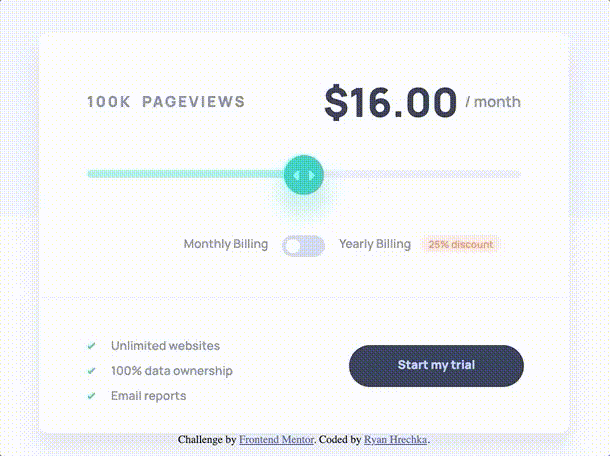 100K PAGEVIEWS
$16.00 / month
Monthly Billing
Yearly Billing
25% discount
Unlimited websites
100% data ownership
Email reports
Start my trial
Challenge by Frontend Mentor. Coded by Ryan Hrechka.